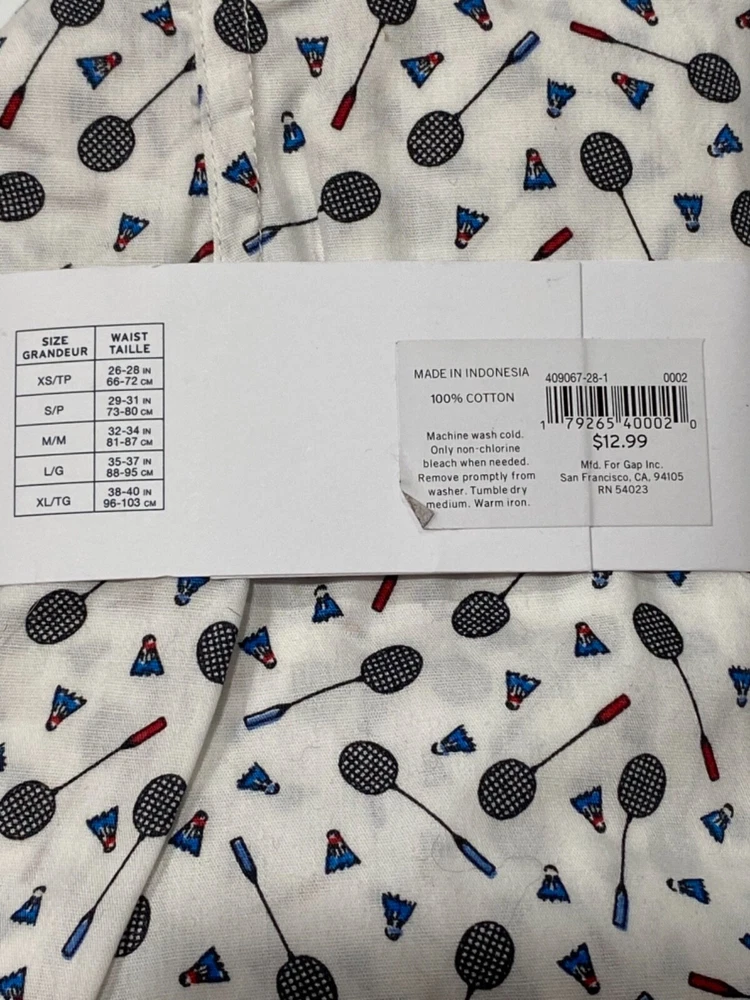 SIZE GRANDEUR WAIST TAILLE
XS/TP 26-28 IN 66-72 CM
S/P 29-31 IN 73-80 CM
M/M 32-34 IN 81-87 CM
L/G 35-37 IN 88-95 CM
XL/TG 38-40 IN 96-103 CM
MADE IN INDONESIA
100% COTTON
Machine wash cold.
Only non-chlorine
bleach when needed.
Remove promptly from
washer. Tumble dry
medium. Warm iron.
409067-28-1 0002
1 79265 40002 0
$12.99
Mfd. For Gap Inc.
San Francisco, CA, 94105
RN 54023